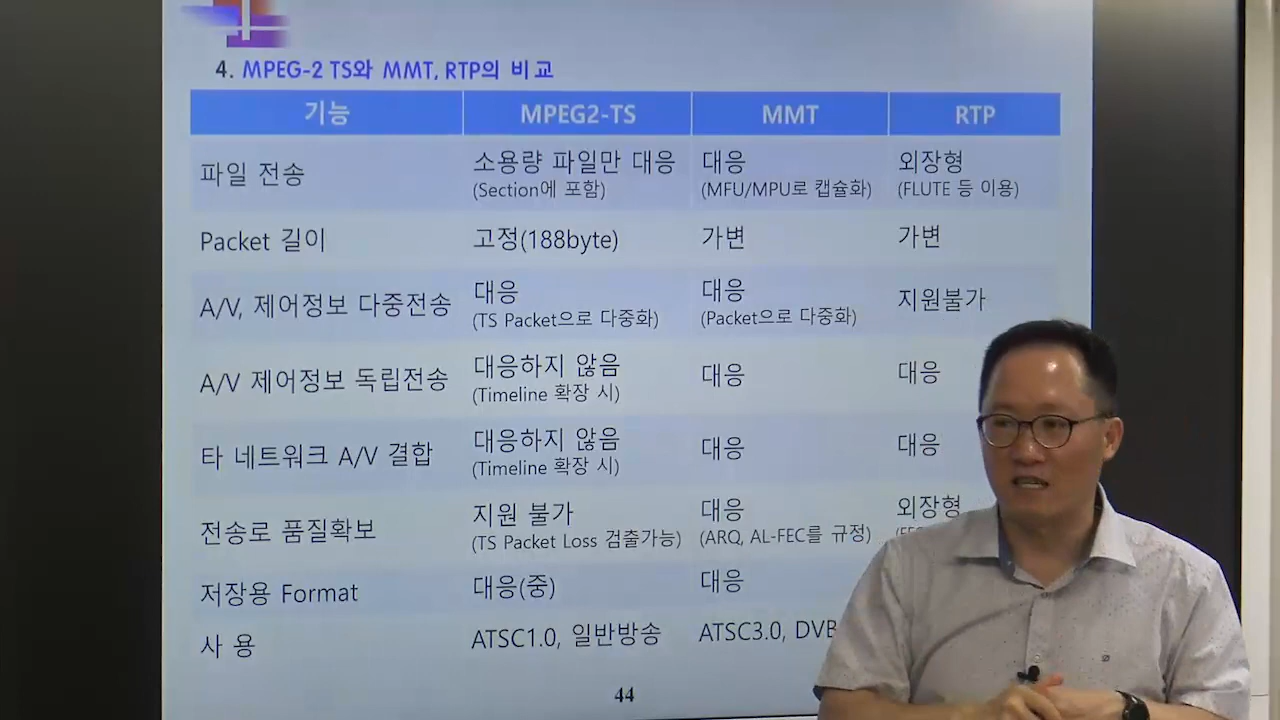 4. MPEG-2 TS와 MMT, RTP의 비교
기능 MPEG2-TS MMT RTP
파일 전송 소용량 파일만 대응 대응 외장형
(Section에 포함) (MFU/MPU로 캡슐화) (FLUTE 등 이용)
Packet 길이 고정(188byte) 가변 가변
A/V, 제어정보 다중전송 대응 대응 지원불가
(TS Packet으로 다중화) (Packet으로 다중화)
A/V 제어정보 독립전송 대응하지 않음 대응 대응
(Timeline 확장 시)
타 네트워크 A/V 결합 대응하지 않음 대응 대응
(Timeline 확장 시)
전송로 품질확보 지원 불가 대응 외장형
(TS Packet Loss 검출가능) (ARQ, AL-FEC를 규정)
저장용 Format 대응(중) 대응
사 용 ATSC1.0, 일반방송 ATSC3.0, DVB
44